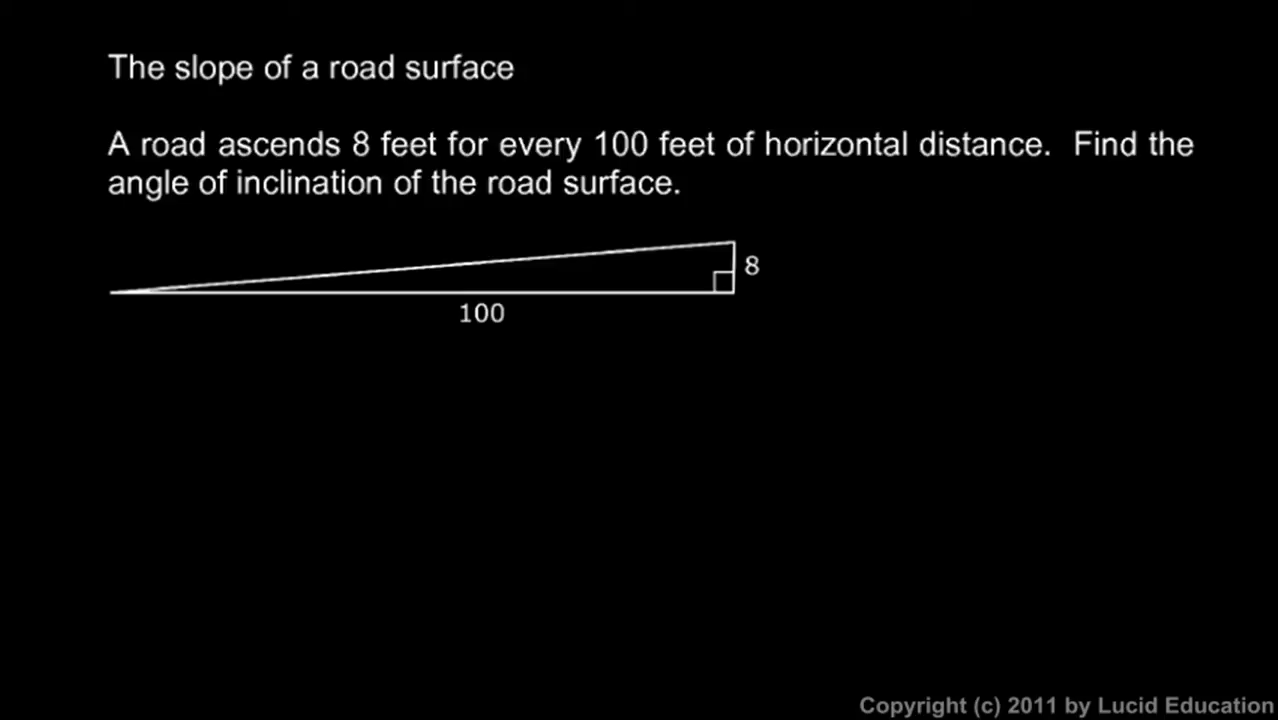 The slope of a road surface
A road ascends 8 feet for every 100 feet of horizontal distance.  Find the
angle of inclination of the road surface.
8
100
Copyright (c) 2011 by Lucid Education